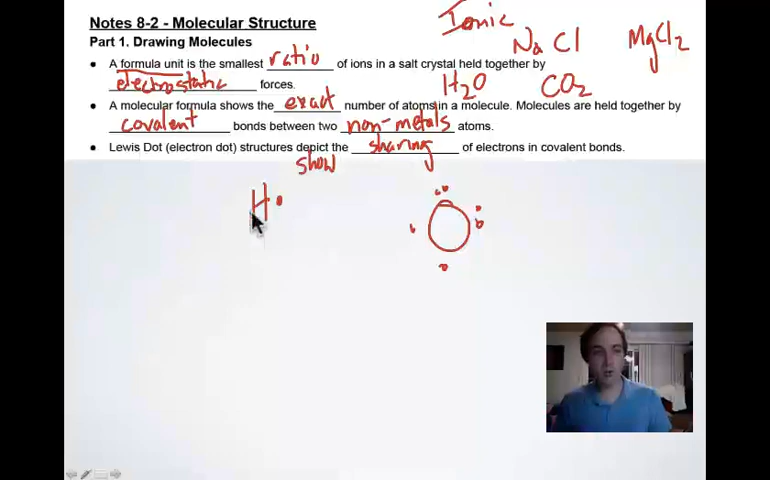 Notes 8-2 - Molecular Structure
Ionic
Part 1. Drawing Molecules
NaCl MgCl2
A formula unit is the smallest ratio of ions in a salt crystal held together by
electrostatic forces.
H2O CO2
A molecular formula shows the exact number of atoms in a molecule. Molecules are held together by
covalent bonds between two non-metals atoms.
Lewis Dot (electron dot) structures depict the sharing of electrons in covalent bonds.
show
H
O